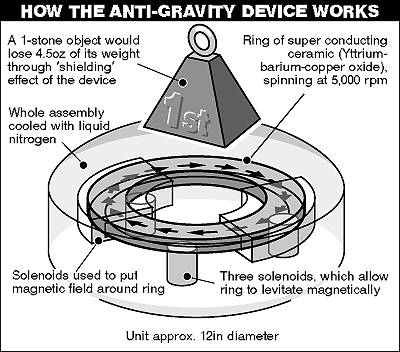 HOW THE ANTI-GRAVITY DEVICE WORKS
A 1-stone object would
lose 4.5oz of its weight
through 'shielding'
effect of the device
Ring of super conducting
ceramic (Yttrium-
barium-copper oxide),
spinning at 5,000 rpm
1st
Whole assembly
cooled with liquid
nitrogen
Solenoids used to put
magnetic field around ring
Three solenoids, which allow
ring to levitate magnetically
Unit approx. 12in diameter